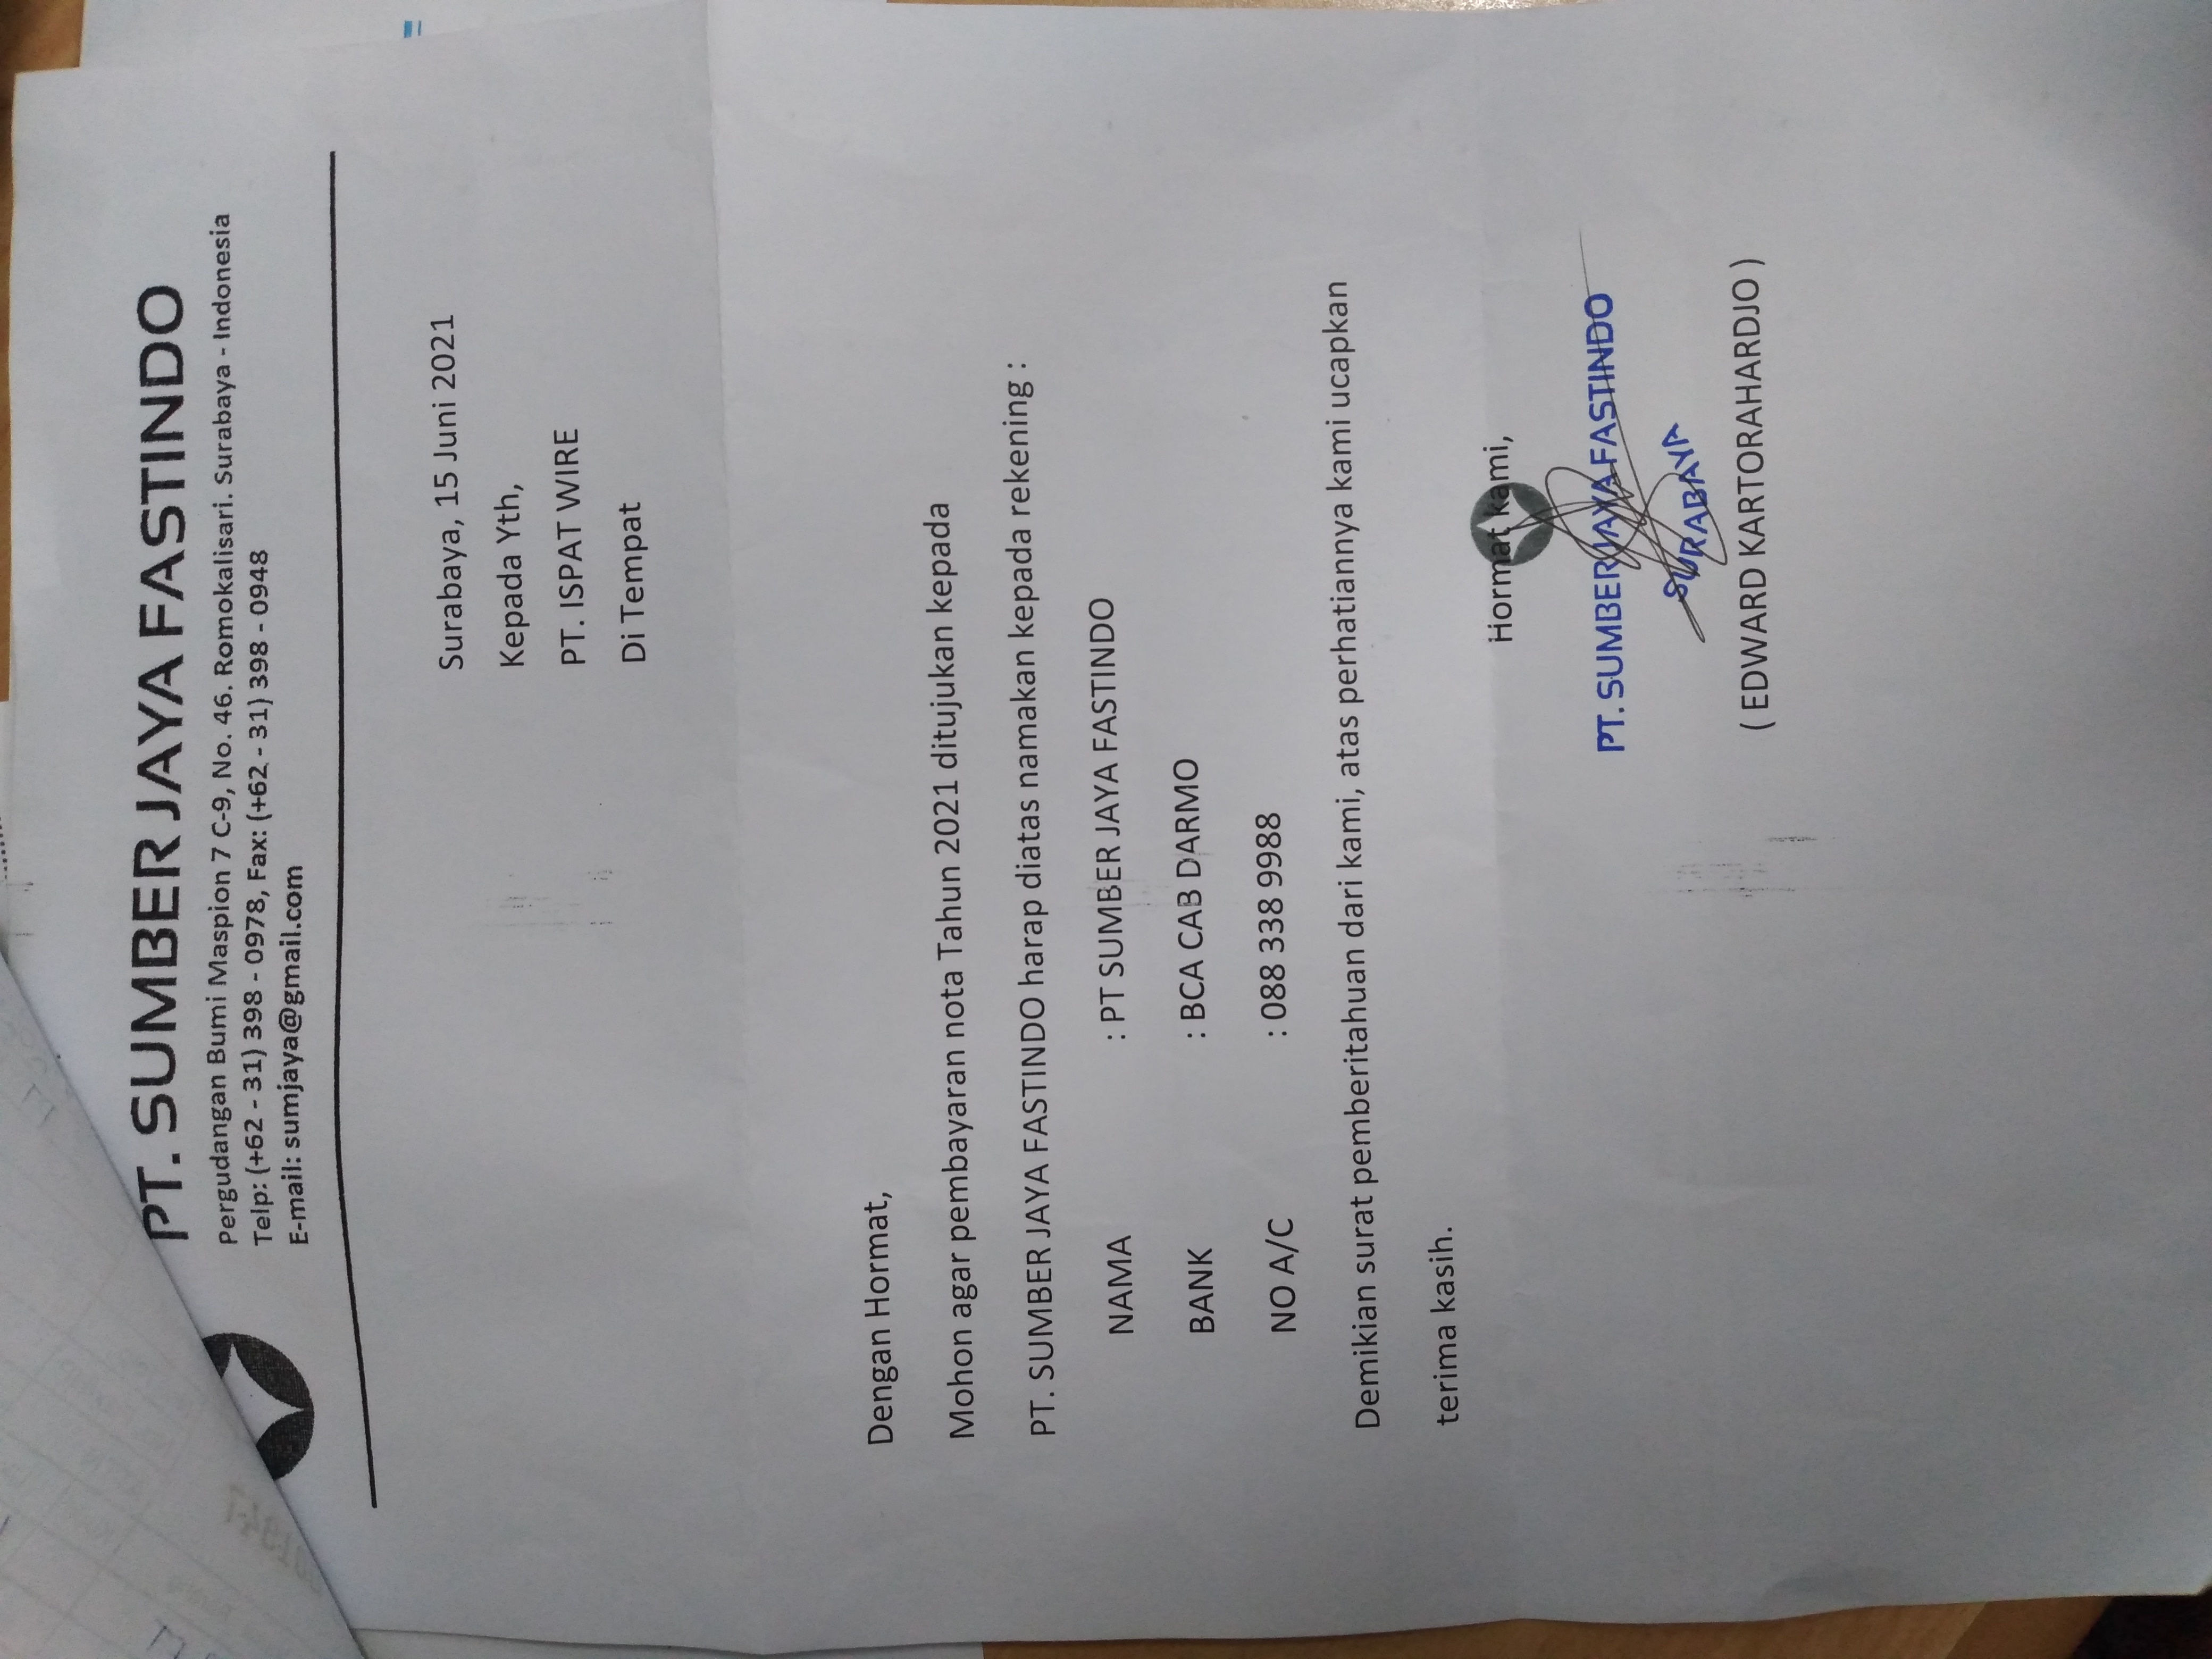 PT. SUMBER JAYA FASTINDO
Pergudangan Bumi Maspion 7 C-9, No. 46. Romokalisari. Surabaya - Indonesia
Telp: (+62 - 31) 398 - 0978, Fax: (+62 - 31) 398 - 0948
E-mail: sumjaya@gmail.com
Surabaya, 15 Juni 2021
Kepada Yth,
PT. ISPAT WIRE
Di Tempat
Dengan Hormat,
Mohon agar pembayaran nota Tahun 2021 ditujukan kepada
PT. SUMBER JAYA FASTINDO harap diatas namakan kepada rekening :
NAMA : PT SUMBER JAYA FASTINDO
BANK : BCA CAB DARMO
NO A/C : 088 338 9988
Demikian surat pemberitahuan dari kami, atas perhatiannya kami ucapkan
terima kasih.
Hormat kami,
PT. SUMBER JAYA FASTINDO
SURABAYA
( EDWARD KARTORAHARDJO )